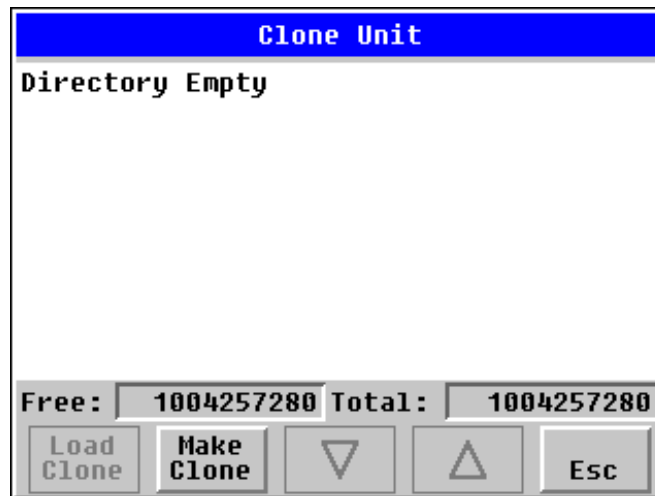 Clone Unit
Directory Empty
Free: 1004257280 Total: 1004257280
Load Clone
Make Clone
Esc